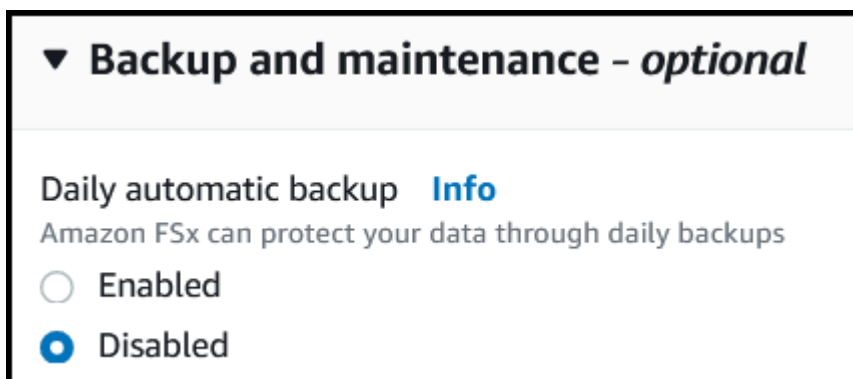 Backup and maintenance – optional
Daily automatic backup Info
Amazon FSx can protect your data through daily backups
Enabled
Disabled